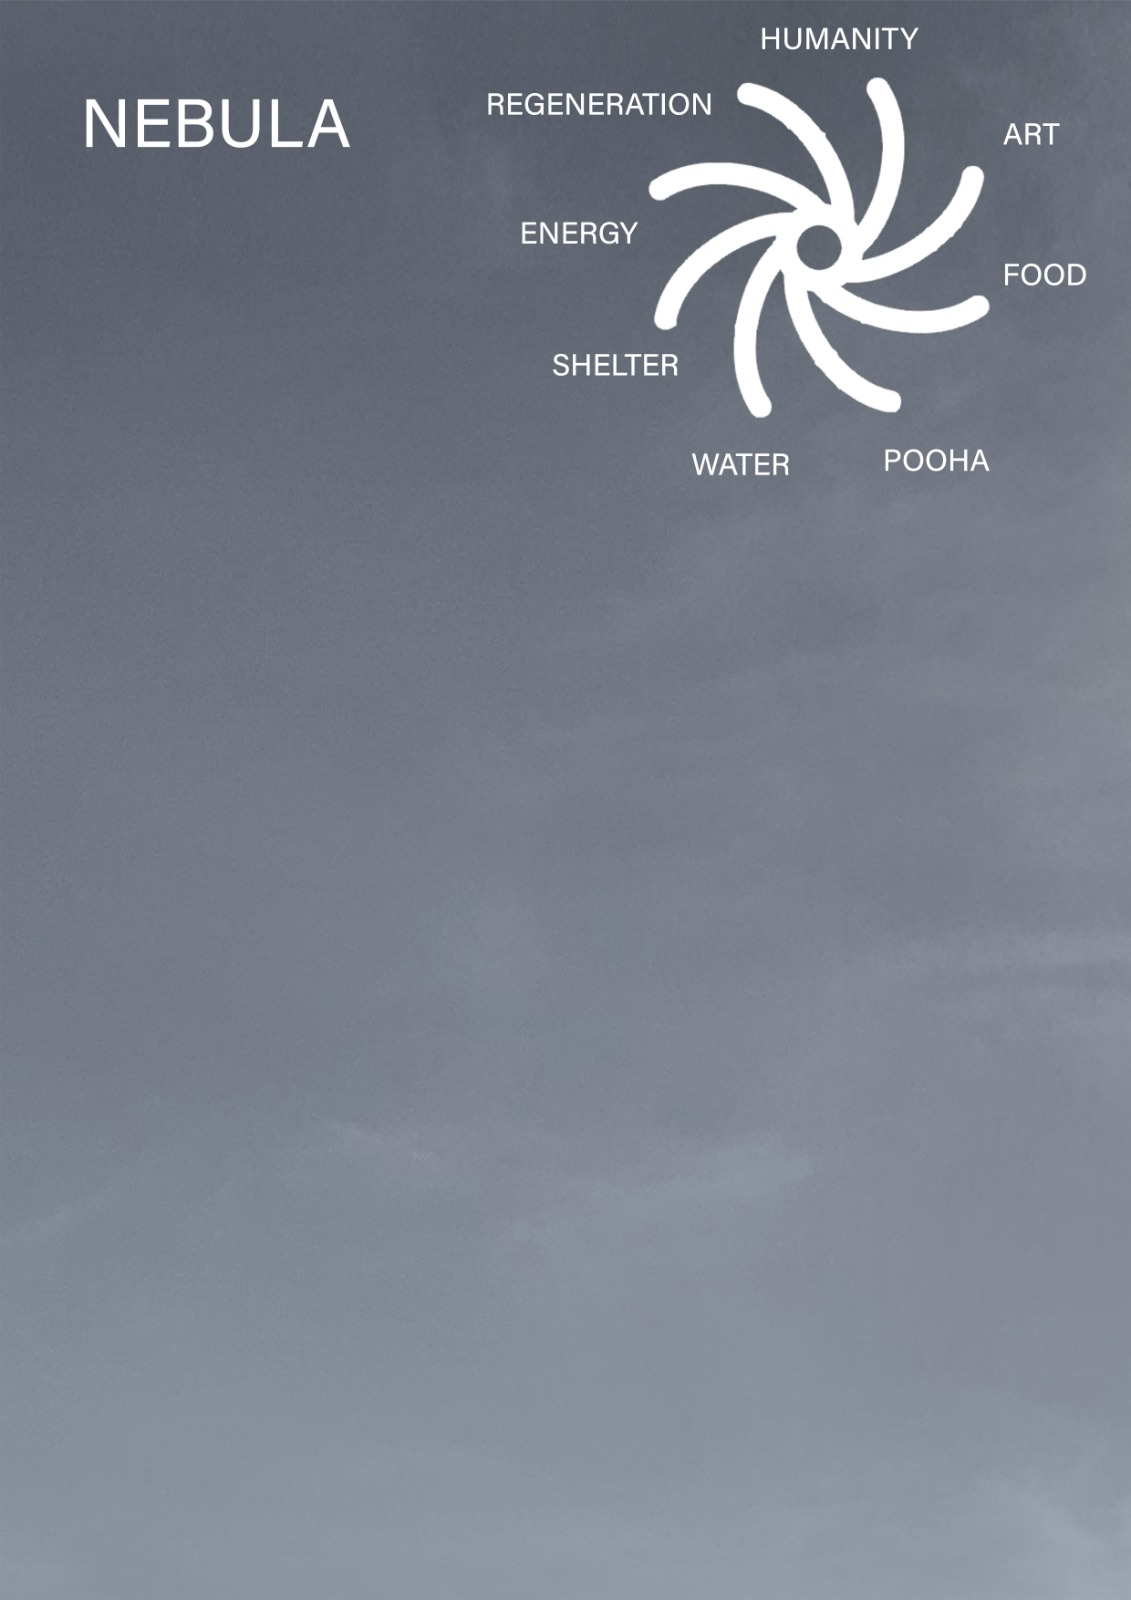 NEBULA
HUMANITY
REGENERATION
ART
ENERGY
FOOD
SHELTER
WATER
POOHA